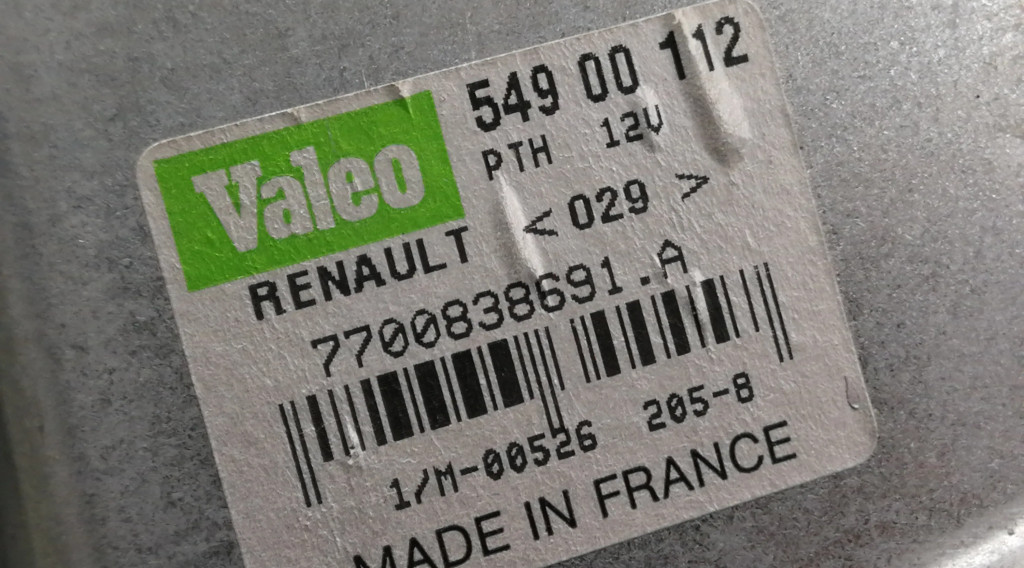 Valeo
549 00 112
PTH 12V
< 029 >
RENAULT
7700838691.A
1/M-00526 205-8
MADE IN FRANCE